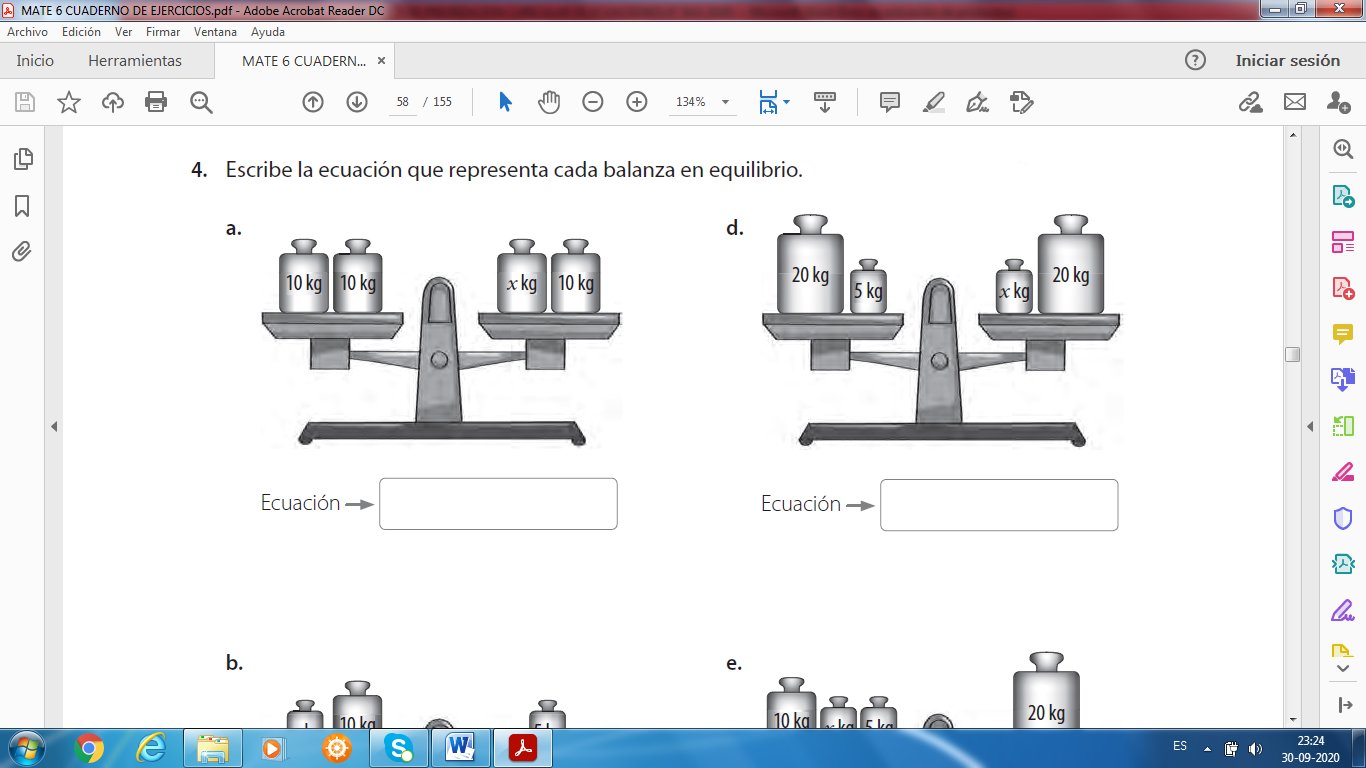 MATE 6 CUADERNO DE EJERCICIOS.pdf - Adobe Acrobat Reader DC
Archivo Edición Ver Firmar Ventana Ayuda
Inicio Herramientas MATE 6 CUADERN... × Iniciar sesión
58 / 155 134%
4. Escribe la ecuación que representa cada balanza en equilibrio.
a.
10 kg 10 kg x kg 10 kg
Ecuación
d.
20 kg 5 kg x kg 20 kg
Ecuación
b.
10 kg
e.
10 kg x kg 5 kg 20 kg
ES 23:24
30-09-2020